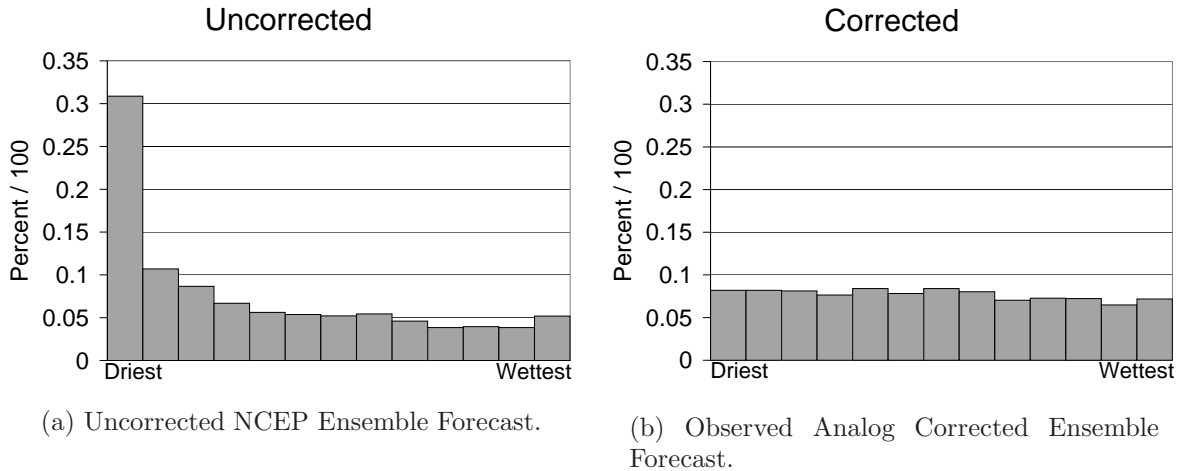 Uncorrected
0.35
0.3
0.25
0.2
0.15
0.1
0.05
0
Percent / 100
Driest Wettest
(a) Uncorrected NCEP Ensemble Forecast.
Corrected
0.35
0.3
0.25
0.2
0.15
0.1
0.05
0
Percent / 100
Driest Wettest
(b) Observed Analog Corrected Ensemble
Forecast.